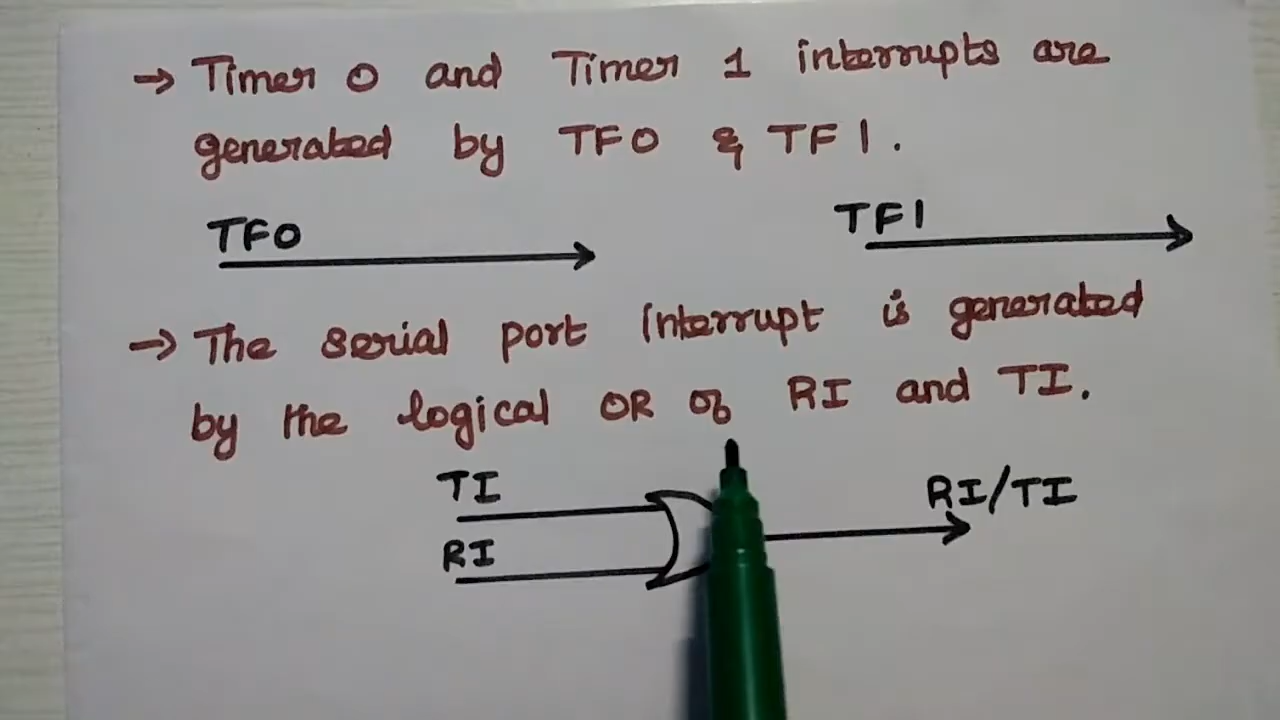 → Timer 0 and Timer 1 interrupts are
generated by TF0 & TF1.
TF0
TF1
→ The serial port interrupt is generated
by the logical OR of RI and TI.
TI
RI/TI
RI